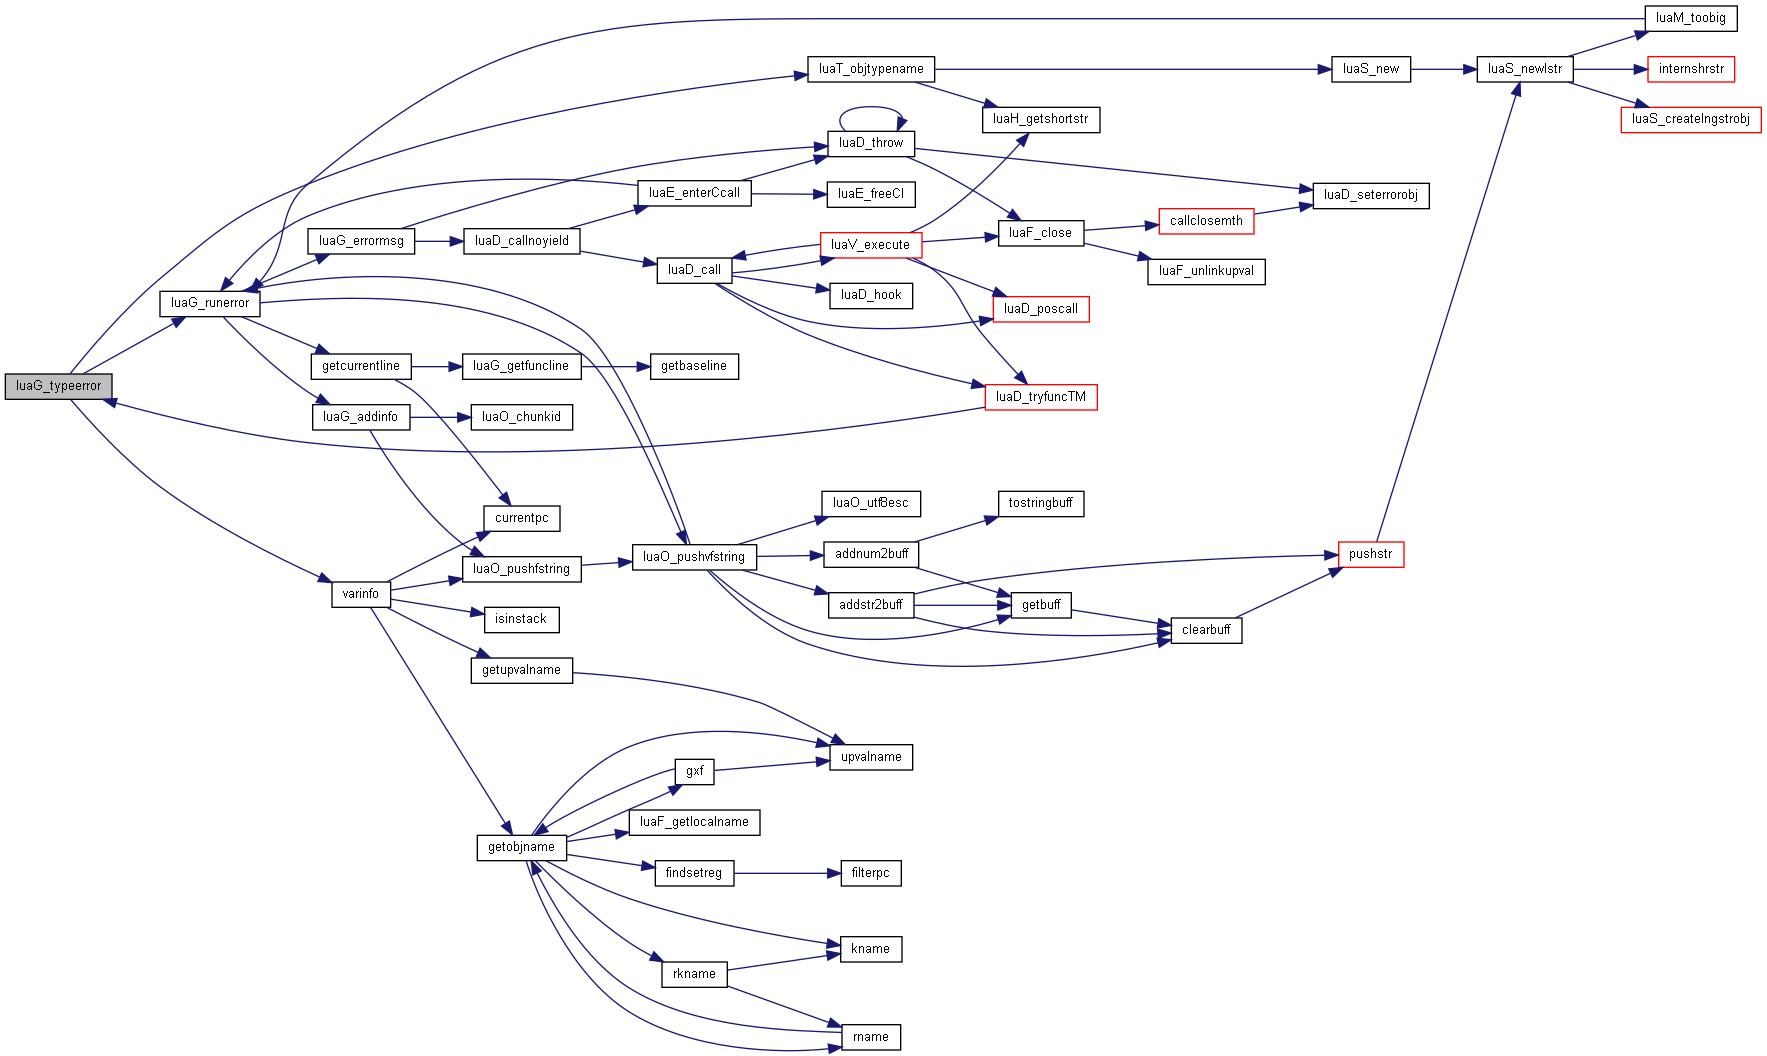 luaM_toobig
luaT_objtypename
luaS_new
luaS_newlstr
internshrstr
luaH_getshortstr
luaS_createlngstrobj
luaD_throw
luaE_enterCcall
luaE_freeCI
luaD_seterrorobj
callclosemth
luaG_errormsg
luaD_callnoyield
luaV_execute
luaF_close
luaD_call
luaF_unlinkupval
luaG_runerror
luaD_hook
luaD_poscall
getcurrentline
luaG_getfuncline
getbaseline
luaG_typeerror
luaD_tryfuncTM
luaG_addinfo
luaO_chunkid
luaO_utf8esc
tostringbuff
currentpc
luaO_pushfstring
luaO_pushvfstring
addnum2buff
pushstr
varinfo
addstr2buff
getbuff
isinstack
clearbuff
getupvalname
upvalname
gxf
luaF_getlocalname
getobjname
findsetreg
filterpc
kname
rkname
rname